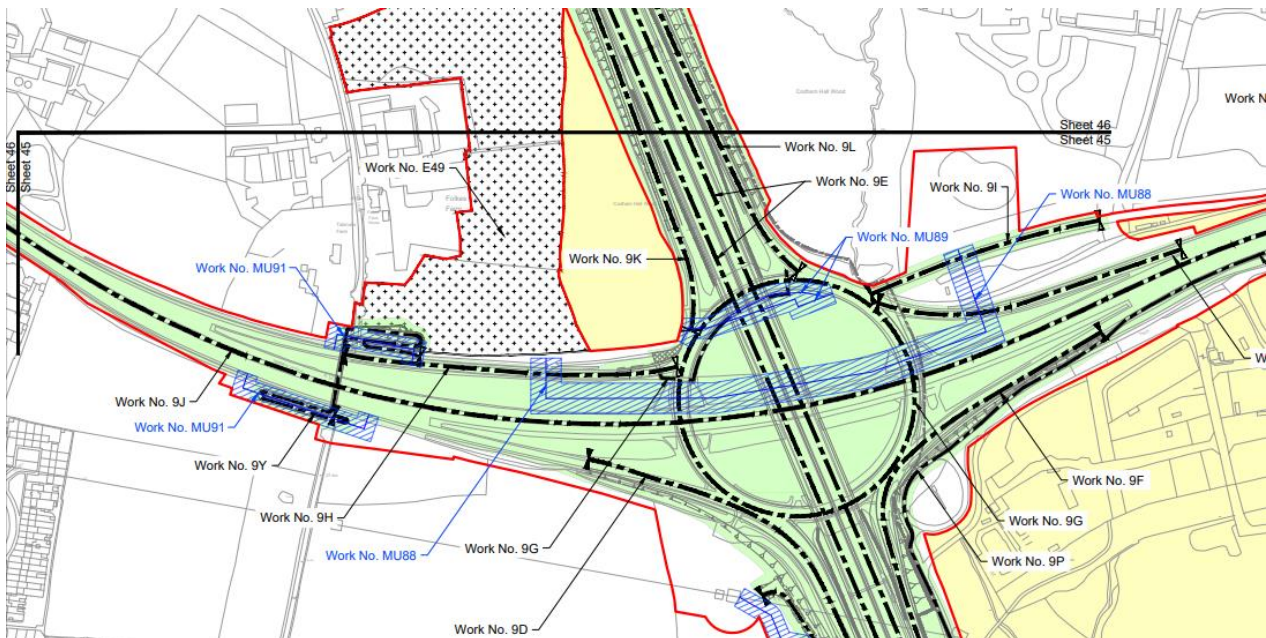 Codham Hall Wood
Work N
Sheet 46
Sheet 45
Sheet 46
Sheet 45
Work No. 9L
Work No. E49
Work No. 9E
Work No. 9I
Work No. MU88
Work No. MU89
Work No. 9K
Work No. MU91
Work No. 9J
Work No. MU91
Work No. 9Y
Work No. 9H
Work No. MU88
Work No. 9G
Work No. 9D
Work No. 9F
Work No. 9G
Work No. 9P
W